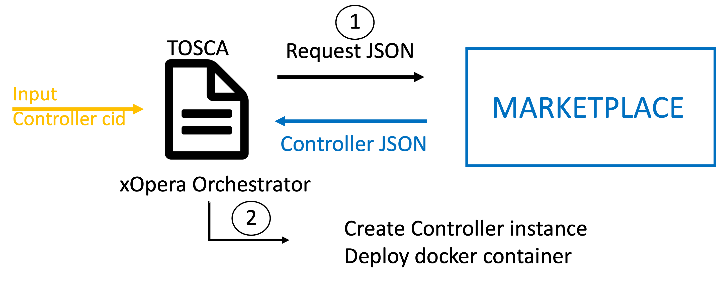 1
TOSCA
Request JSON
Input
Controller cid
MARKETPLACE
Controller JSON
xOpera Orchestrator
2
Create Controller instance
Deploy docker container